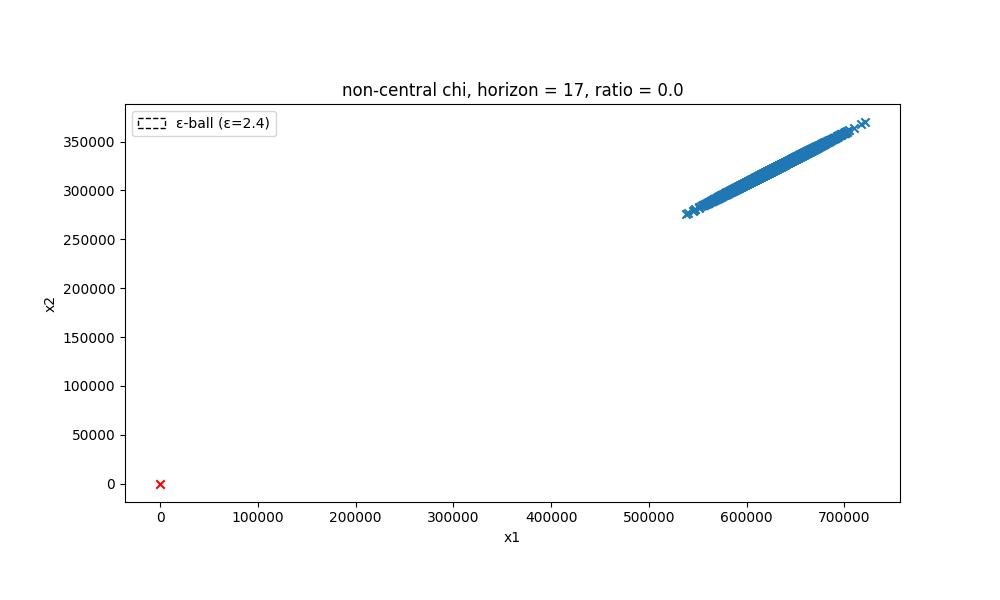 non-central chi, horizon = 17, ratio = 0.0
ε-ball (ε=2.4)
350000
300000
250000
200000
150000
100000
50000
0
x2
0 100000 200000 300000 400000 500000 600000 700000
x1